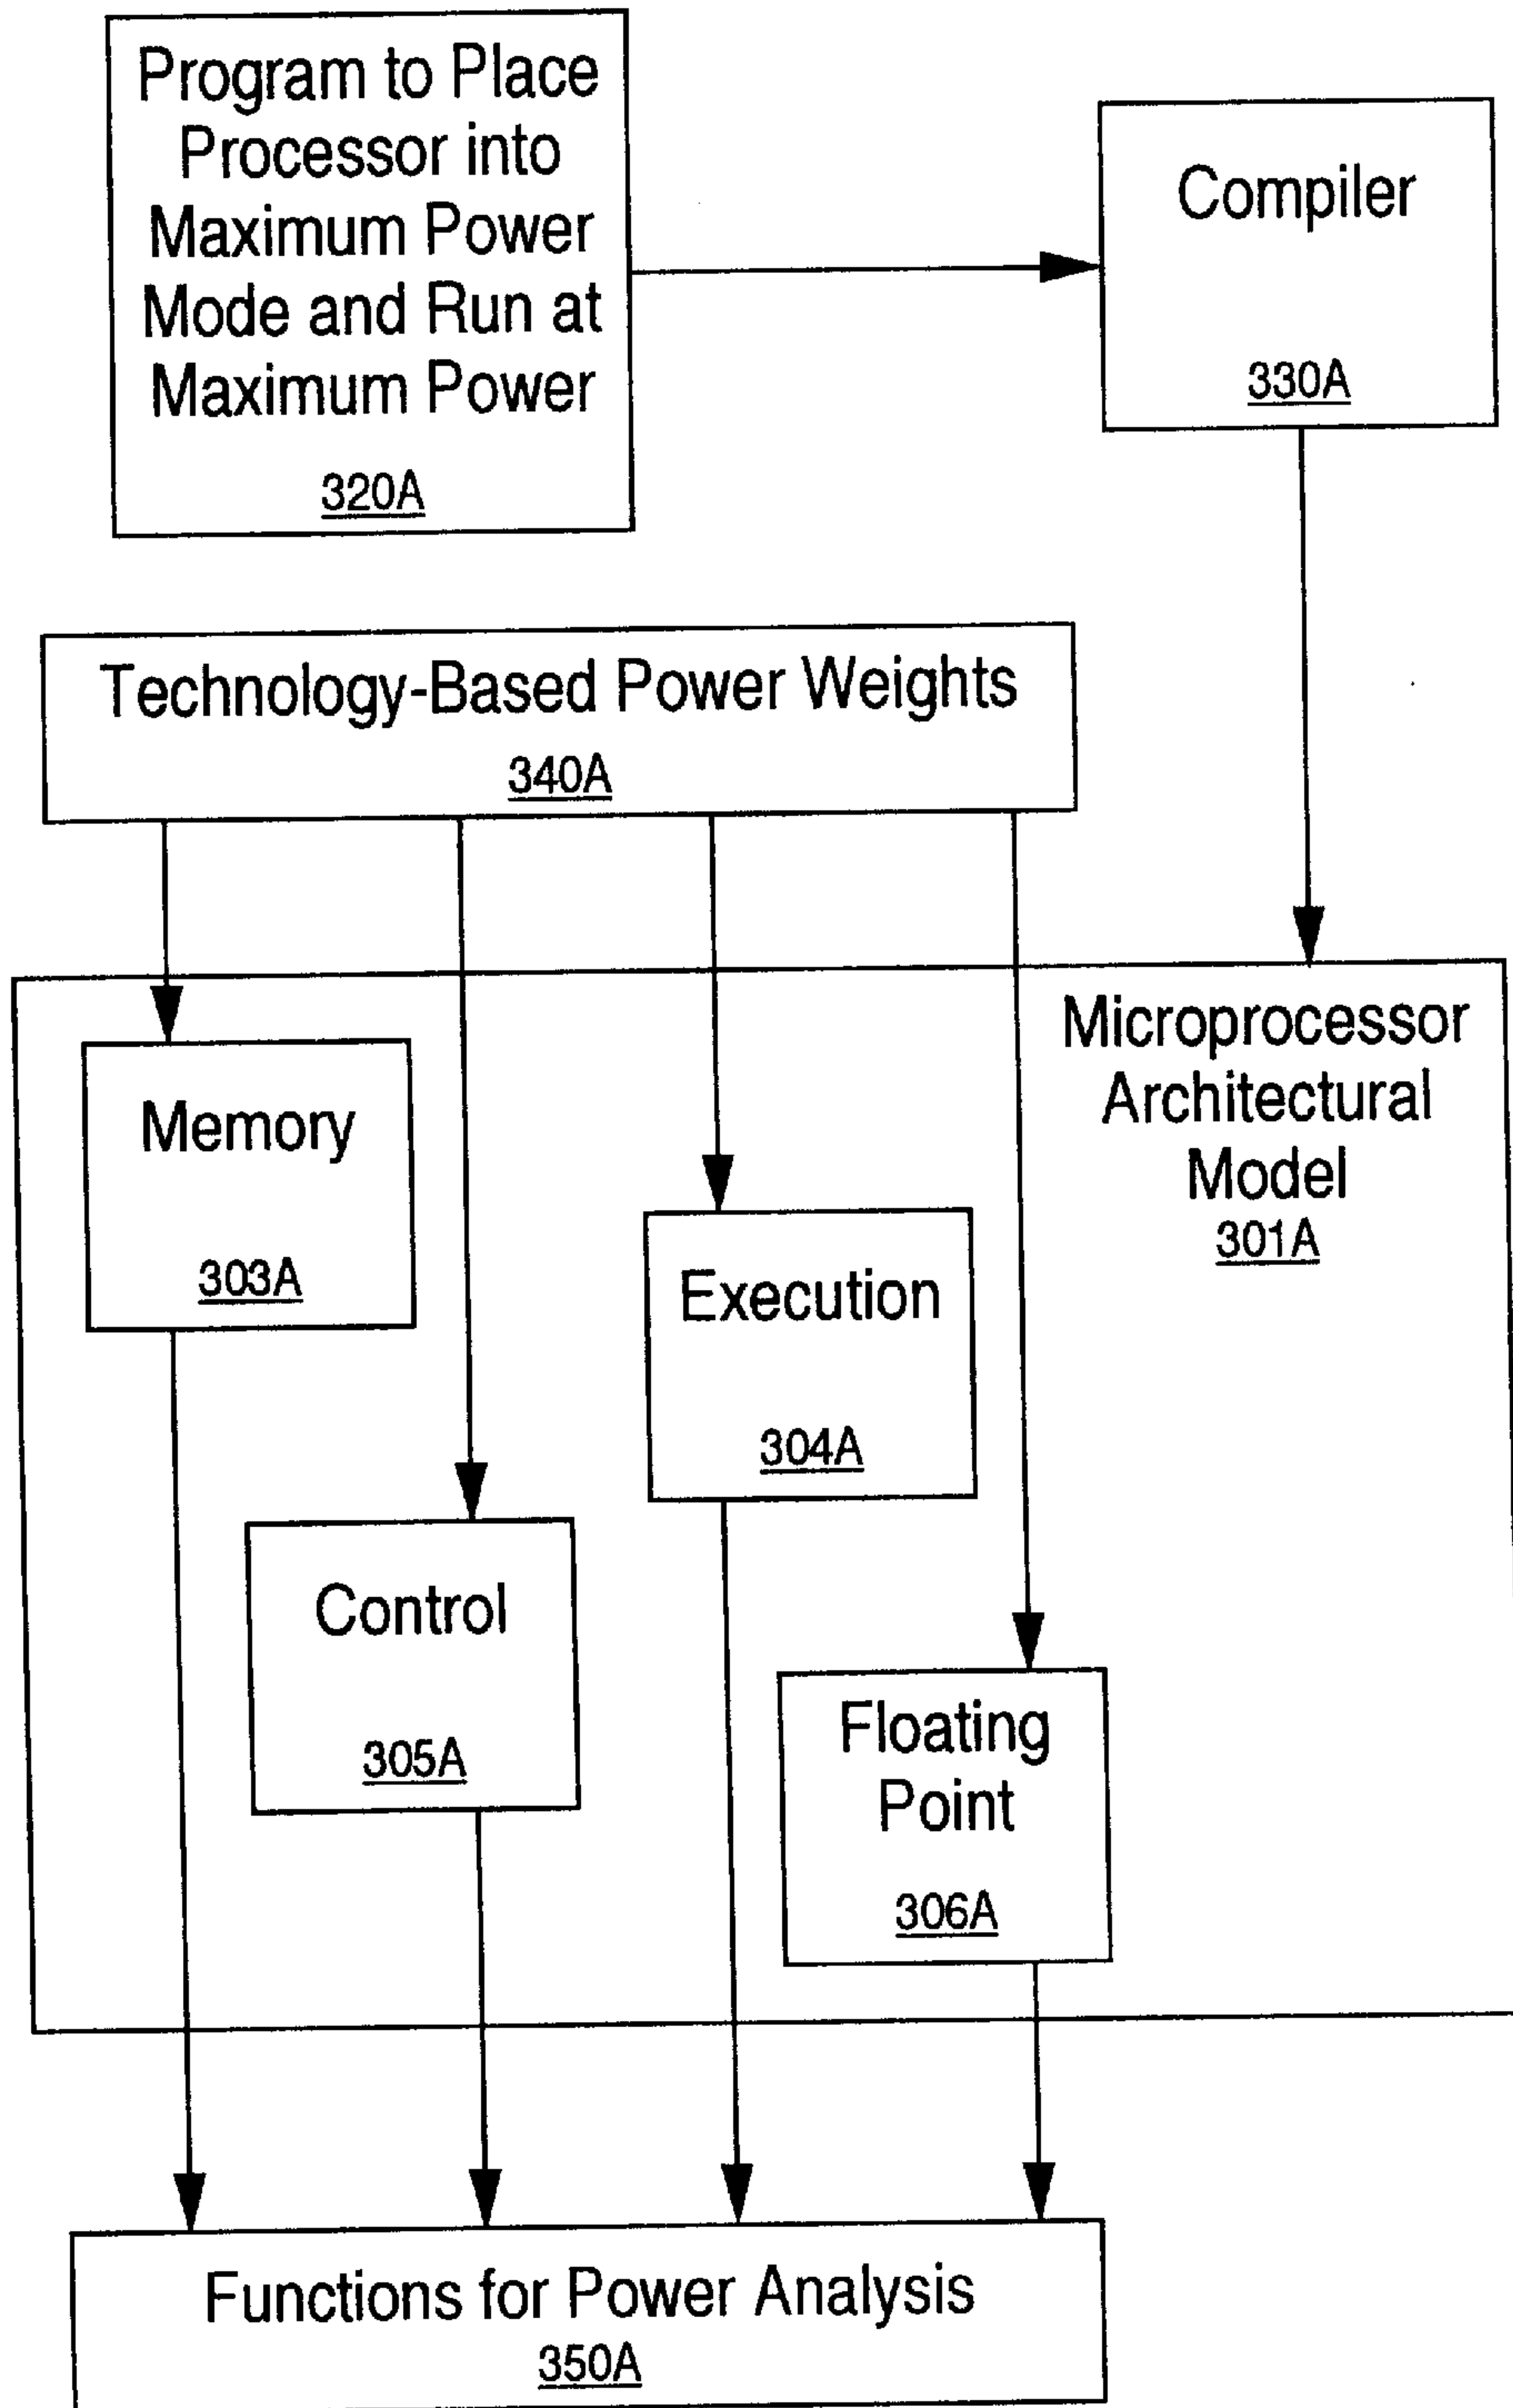 Program to Place
Processor into
Maximum Power
Mode and Run at
Maximum Power
320A
Compiler
330A
Technology-Based Power Weights
340A
Microprocessor
Architectural
Model
301A
Memory
303A
Execution
304A
Control
305A
Floating
Point
306A
Functions for Power Analysis
350A